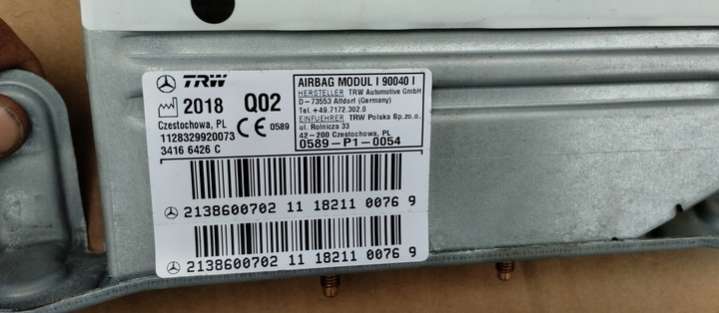 TRW
2018 Q02
Czestochowa, PL
1128329920073
3416 6426 C
CE 0589
AIRBAG MODUL I 90040 I
HERSTELLER TRW Automotive GmbH
D-73553 Alfdorf (Germany)
Tel.+49.7172.302.0
EINFUEHRER TRW Polska Sp.zo.o.
ul. Rolnicza 33
42-200 Czestochowa, PL
0589-P1-0054
2138600702 11 18211 0076 9
2138600702 11 18211 0076 9